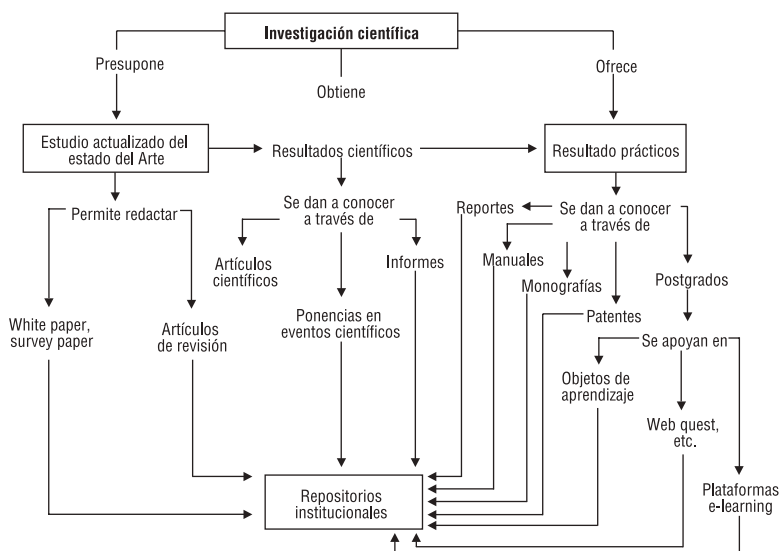 Investigación científica
Presupone
Obtiene
Ofrece
Estudio actualizado del
estado del Arte
Resultados científicos
Resultado prácticos
Permite redactar
Se dan a conocer
a través de
Reportes
Se dan a conocer
a través de
Artículos
científicos
Informes
Manuales
Monografías
Postgrados
White paper,
survey paper
Artículos
de revisión
Ponencias en
eventos científicos
Patentes
Se apoyan en
Objetos de
aprendizaje
Web quest,
etc.
Repositorios
institucionales
Plataformas
e-learning